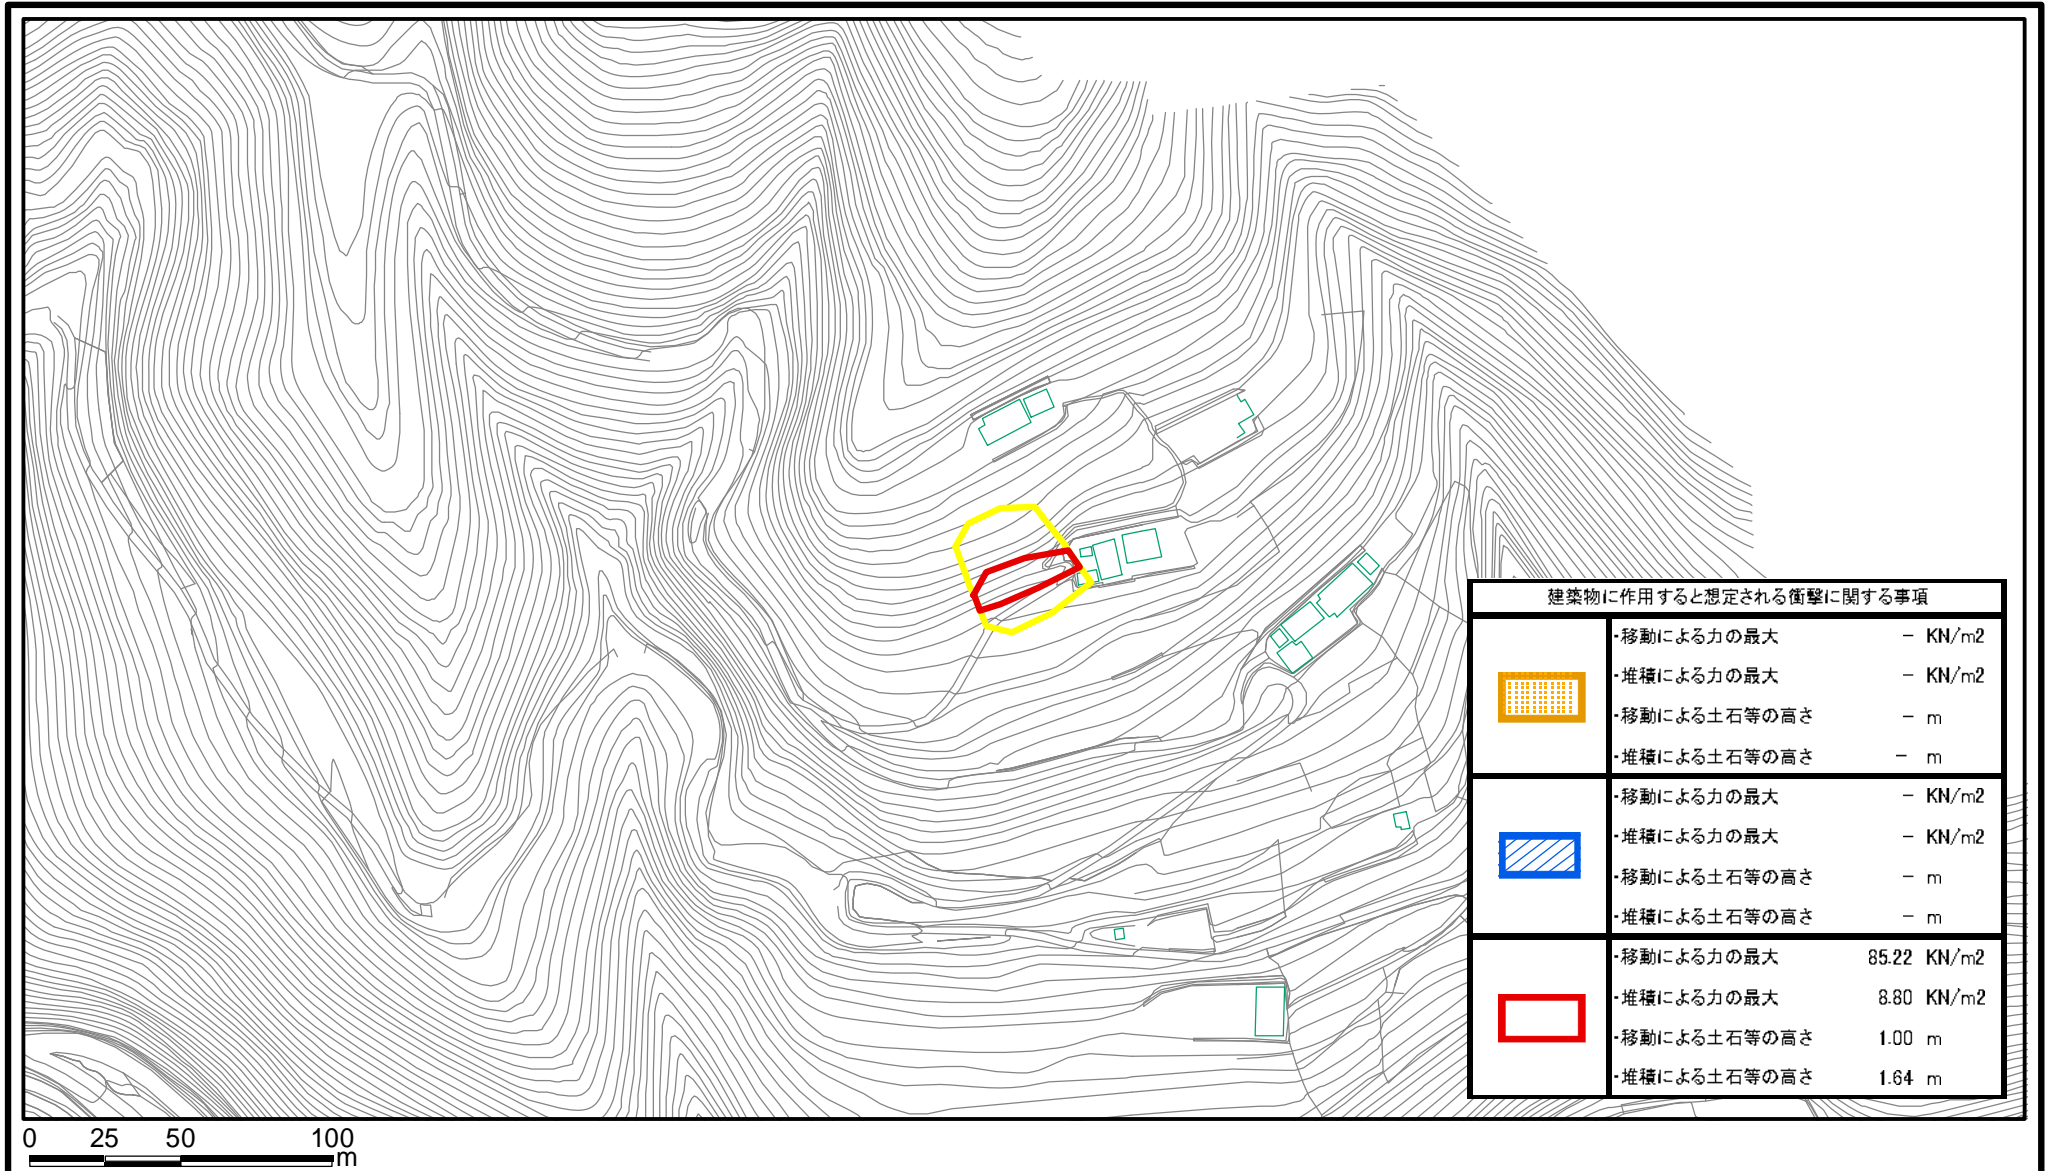 建築物に作用すると想定される衝撃に関する事項
・移動による力の最大 － KN/m2
・堆積による力の最大 － KN/m2
・移動による土石等の高さ － m
・堆積による土石等の高さ － m
・移動による力の最大 － KN/m2
・堆積による力の最大 － KN/m2
・移動による土石等の高さ － m
・堆積による土石等の高さ － m
・移動による力の最大 85.22 KN/m2
・堆積による力の最大 8.80 KN/m2
・移動による土石等の高さ 1.00 m
・堆積による土石等の高さ 1.64 m
0 25 50 100
m